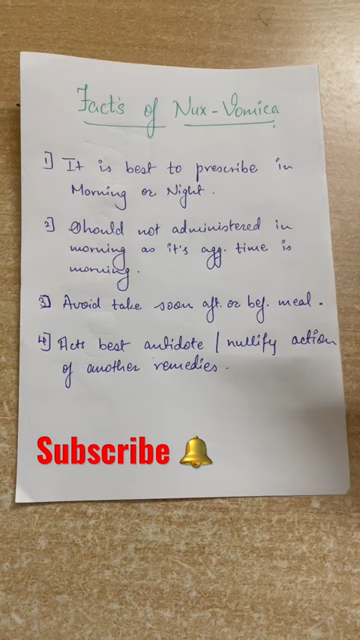 Facts of Nux-Vomica
1] It is best to prescribe in
Morning or Night.
2] Should not administered in
morning as it's agg. time is
morning.
3] Avoid take soon aft. or bef. meal.
4] Acts best antidote / nullify action
of another remedies.
Subscribe